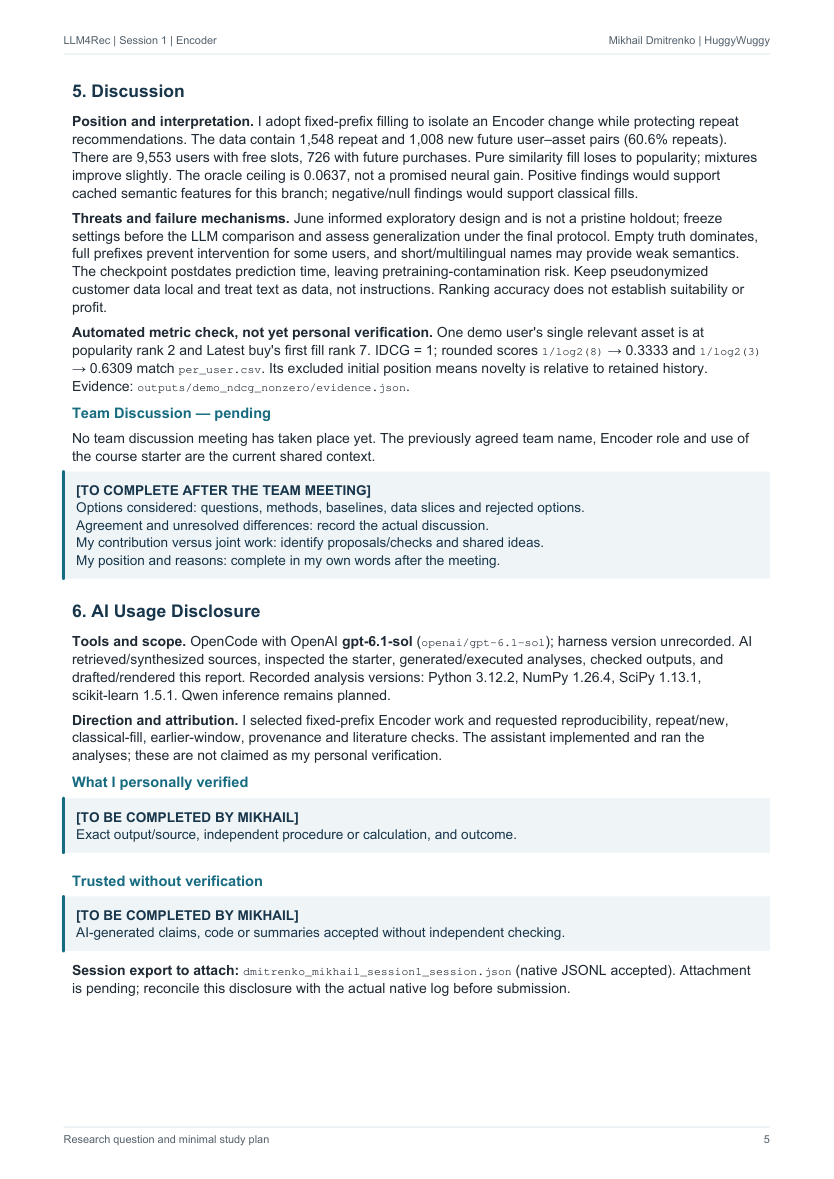 LLM4Rec | Session 1 | Encoder
Mikhail Dmitrenko | HuggyWuggy
5. Discussion
Position and interpretation. I adopt fixed-prefix filling to isolate an Encoder change while protecting repeat
recommendations. The data contain 1,548 repeat and 1,008 new future user–asset pairs (60.6% repeats).
There are 9,553 users with free slots, 726 with future purchases. Pure similarity fill loses to popularity; mixtures
improve slightly. The oracle ceiling is 0.0637, not a promised neural gain. Positive findings would support
cached semantic features for this branch; negative/null findings would support classical fills.
Threats and failure mechanisms. June informed exploratory design and is not a pristine holdout; freeze
settings before the LLM comparison and assess generalization under the final protocol. Empty truth dominates,
full prefixes prevent intervention for some users, and short/multilingual names may provide weak semantics.
The checkpoint postdates prediction time, leaving pretraining-contamination risk. Keep pseudonymized
customer data local and treat text as data, not instructions. Ranking accuracy does not establish suitability or
profit.
Automated metric check, not yet personal verification. One demo user's single relevant asset is at
popularity rank 2 and Latest buy's first fill rank 7. IDCG = 1; rounded scores 1/log2(8) → 0.3333 and 1/log2(3)
→ 0.6309 match per_user.csv. Its excluded initial position means novelty is relative to retained history.
Evidence: outputs/demo_ndcg_nonzero/evidence.json.
Team Discussion — pending
No team discussion meeting has taken place yet. The previously agreed team name, Encoder role and use of
the course starter are the current shared context.
[TO COMPLETE AFTER THE TEAM MEETING]
Options considered: questions, methods, baselines, data slices and rejected options.
Agreement and unresolved differences: record the actual discussion.
My contribution versus joint work: identify proposals/checks and shared ideas.
My position and reasons: complete in my own words after the meeting.
6. AI Usage Disclosure
Tools and scope. OpenCode with OpenAI gpt-6.1-sol (openai/gpt-6.1-sol); harness version unrecorded. AI
retrieved/synthesized sources, inspected the starter, generated/executed analyses, checked outputs, and
drafted/rendered this report. Recorded analysis versions: Python 3.12.2, NumPy 1.26.4, SciPy 1.13.1,
scikit-learn 1.5.1. Qwen inference remains planned.
Direction and attribution. I selected fixed-prefix Encoder work and requested reproducibility, repeat/new,
classical-fill, earlier-window, provenance and literature checks. The assistant implemented and ran the
analyses; these are not claimed as my personal verification.
What I personally verified
[TO BE COMPLETED BY MIKHAIL]
Exact output/source, independent procedure or calculation, and outcome.
Trusted without verification
[TO BE COMPLETED BY MIKHAIL]
AI-generated claims, code or summaries accepted without independent checking.
Session export to attach: dmitrenko_mikhail_session1_session.json (native JSONL accepted). Attachment
is pending; reconcile this disclosure with the actual native log before submission.
Research question and minimal study plan
5